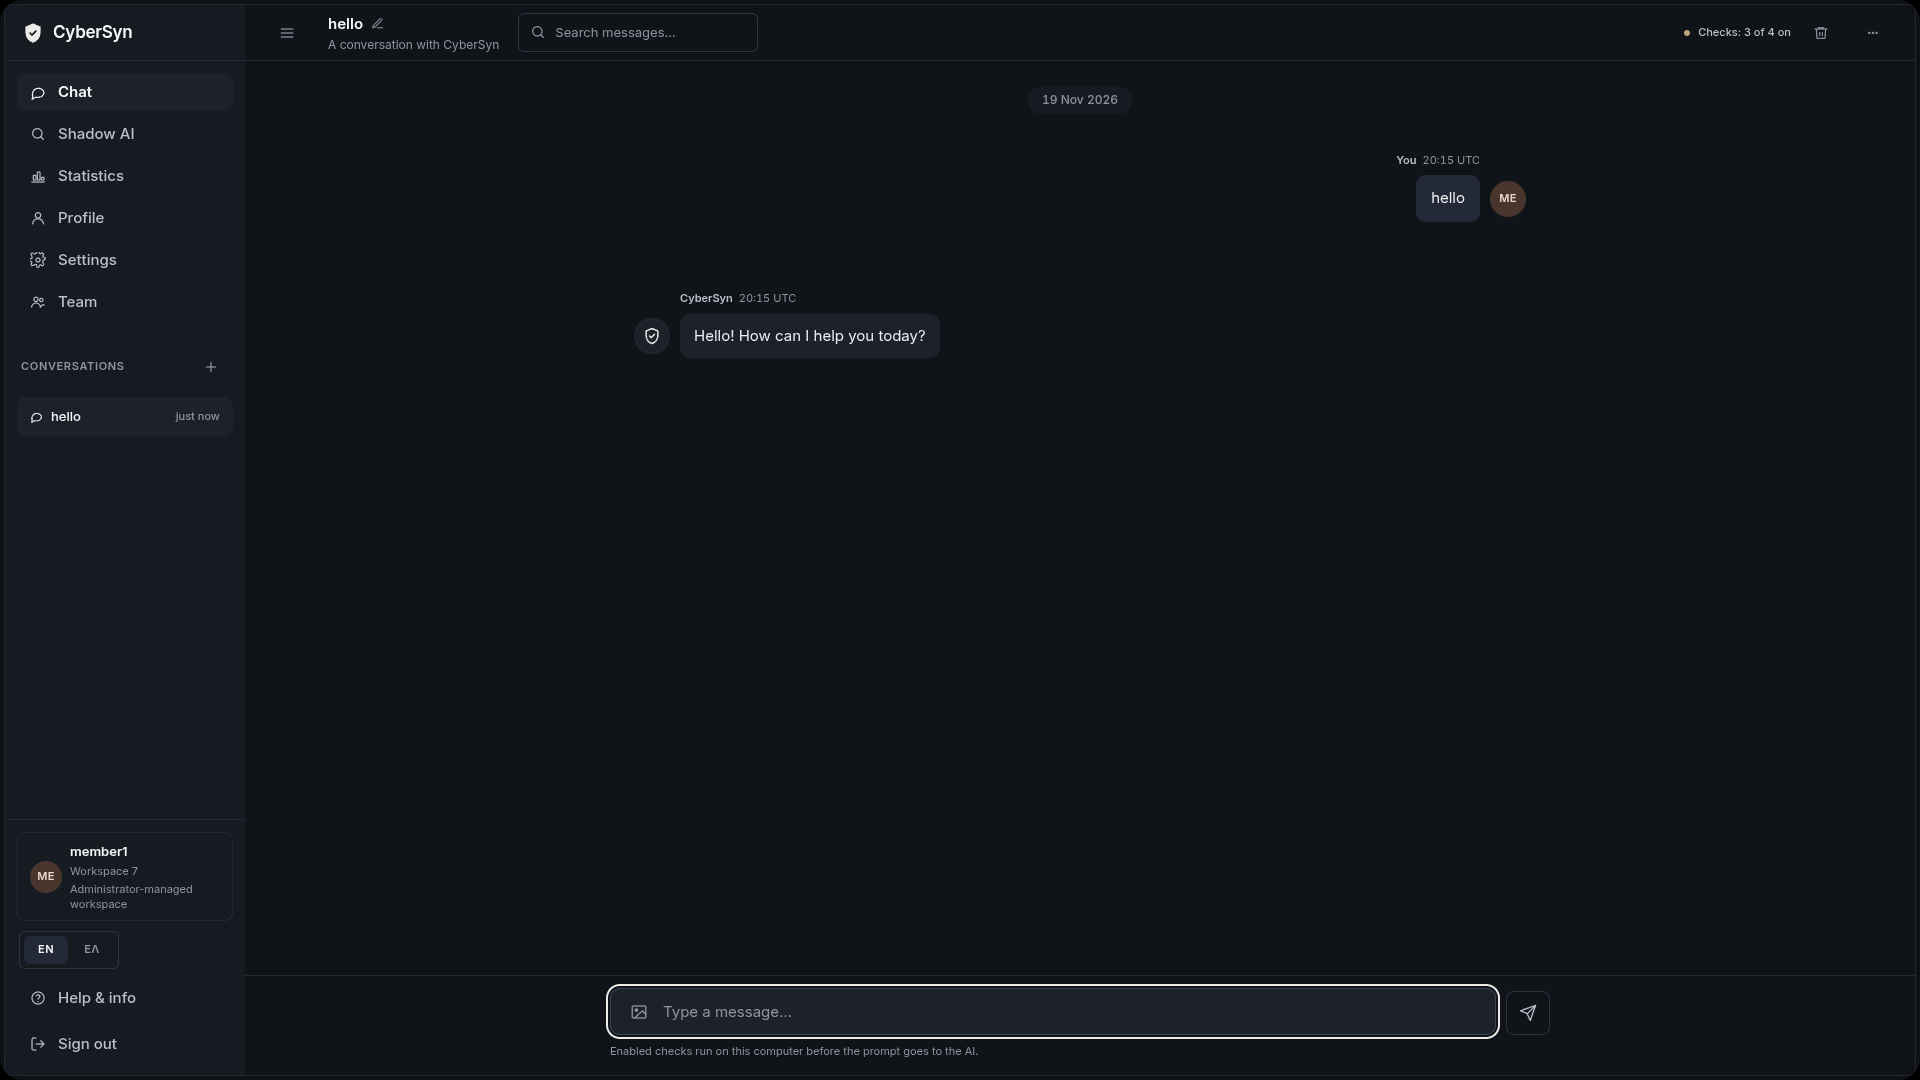 CyberSyn
hello
A conversation with CyberSyn
Search messages...
Checks: 3 of 4 on
Chat
Shadow AI
Statistics
Profile
Settings
Team
CONVERSATIONS
hello
just now
19 Nov 2026
You 20:15 UTC
hello
ME
CyberSyn 20:15 UTC
Hello! How can I help you today?
ME
member1
Workspace 7
Administrator-managed
workspace
EN
ΕΛ
Help & info
Sign out
Type a message...
Enabled checks run on this computer before the prompt goes to the AI.